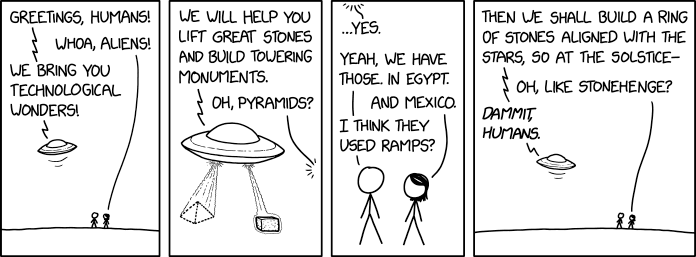 GREETINGS, HUMANS!
WHOA, ALIENS!
WE BRING YOU
TECHNOLOGICAL
WONDERS!
WE WILL HELP YOU
LIFT GREAT STONES
AND BUILD TOWERING
MONUMENTS.
OH, PYRAMIDS?
...YES.
YEAH, WE HAVE
THOSE. IN EGYPT.
AND MEXICO.
I THINK THEY
USED RAMPS?
THEN WE SHALL BUILD A RING
OF STONES ALIGNED WITH THE
STARS, SO AT THE SOLSTICE–
OH, LIKE STONEHENGE?
DAMMIT,
HUMANS.